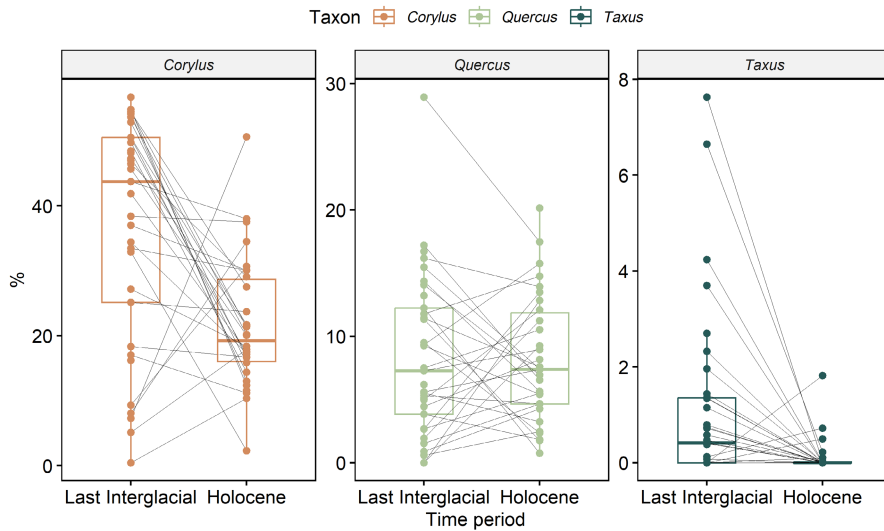 Taxon Corylus Quercus Taxus
Corylus
Quercus
Taxus
%
40
20
0
30
20
10
0
8
6
4
2
0
Last Interglacial Holocene
Last Interglacial Holocene
Last Interglacial Holocene
Time period